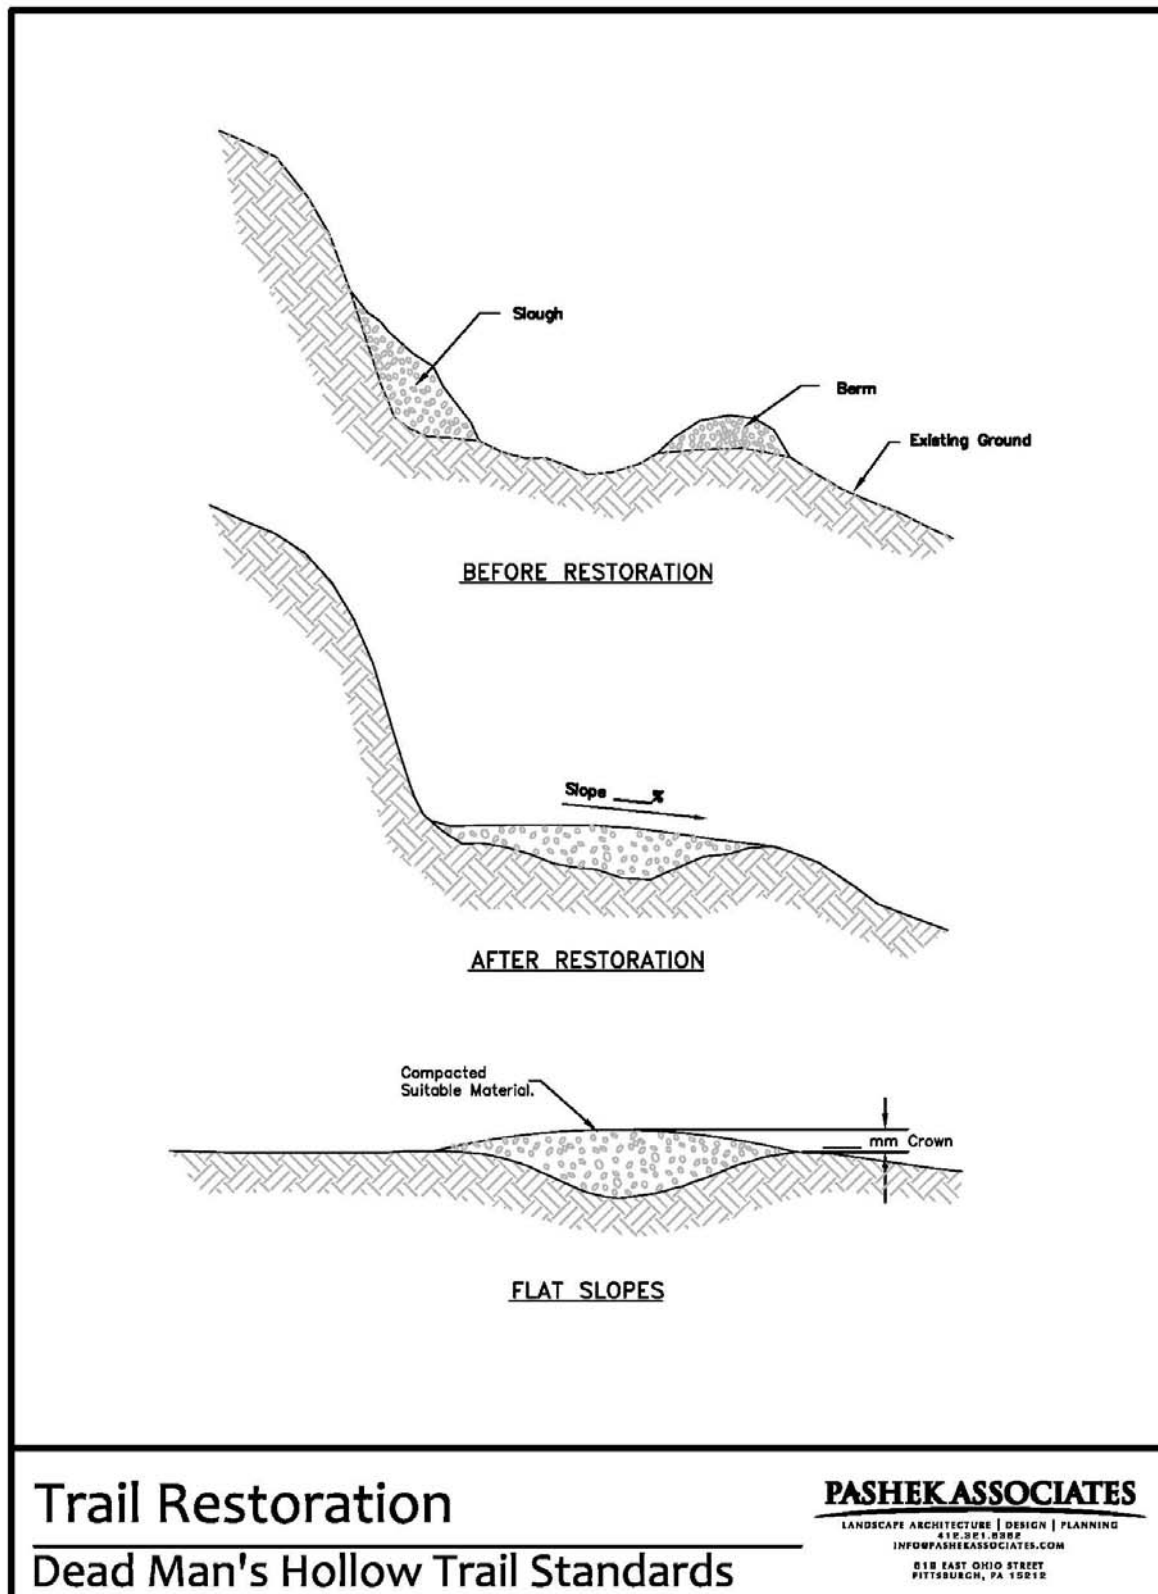 Slough
Berm
Existing Ground
BEFORE RESTORATION
Slope ____%
AFTER RESTORATION
Compacted
Suitable Material.
____ mm Crown
FLAT SLOPES
Trail Restoration
Dead Man's Hollow Trail Standards
PASHEK ASSOCIATES
LANDSCAPE ARCHITECTURE | DESIGN | PLANNING
412.321.6362
INFO@PASHEKASSOCIATES.COM
619 EAST OHIO STREET
PITTSBURGH, PA 15212